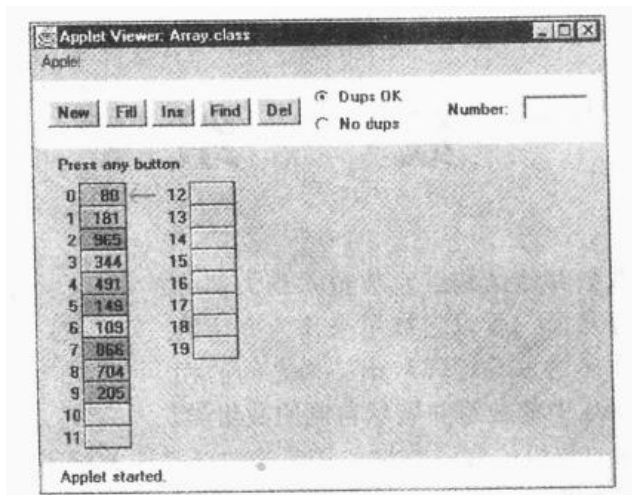 Applet Viewer: Array.class
Applet
New Fill Ins Find Del
Dups OK
No dups
Number:
Press any button
0 80
1 181
2 965
3 344
4 491
5 149
6 109
7 866
8 704
9 205
10
11
12
13
14
15
16
17
18
19
Applet started.